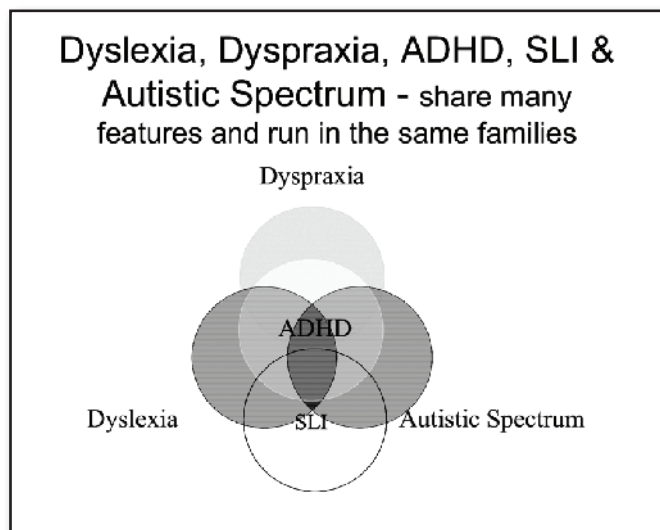 Dyslexia, Dyspraxia, ADHD, SLI &
Autistic Spectrum - share many
features and run in the same families
Dyspraxia
ADHD
Dyslexia
SLI
Autistic Spectrum